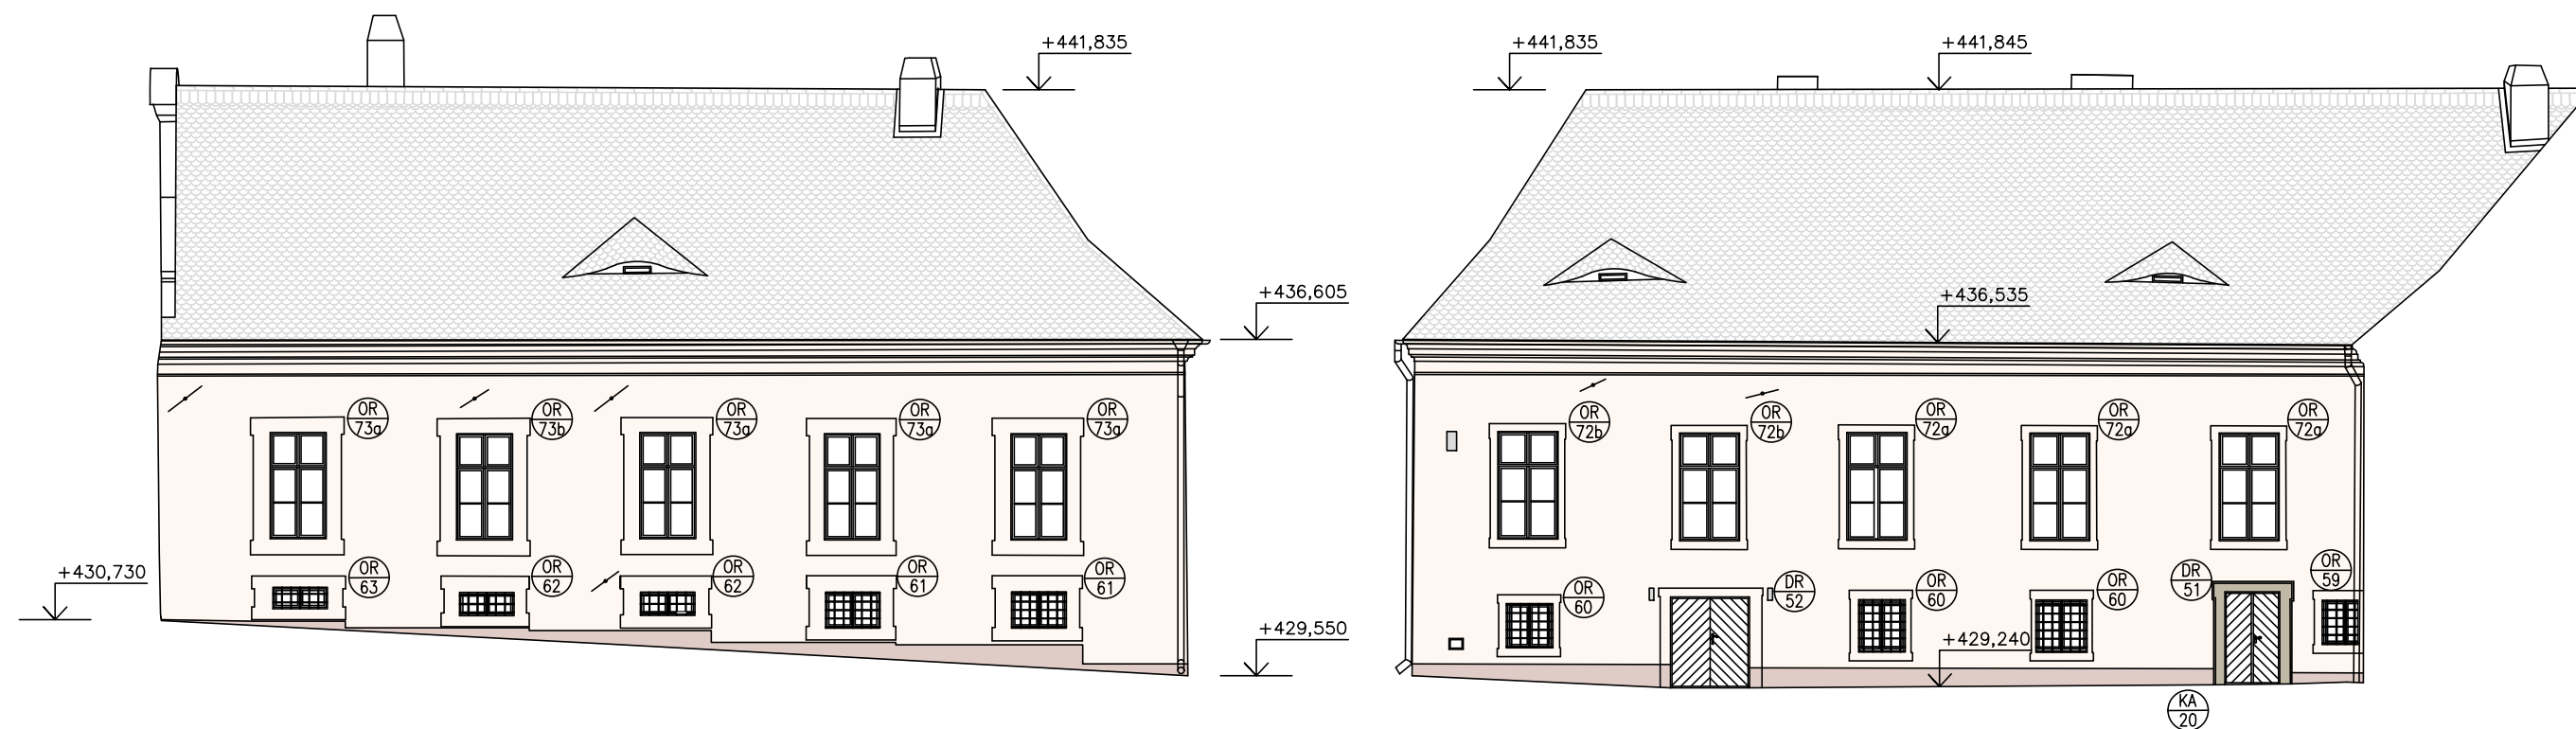 +441,835
+441,835
+441,845
+436,605
+436,535
OR
73a
OR
73b
OR
73a
OR
73a
OR
73a
OR
72b
OR
72b
OR
72a
OR
72a
OR
72a
+430,730
OR
63
OR
62
OR
62
OR
61
OR
61
OR
60
DR
52
OR
60
OR
60
DR
51
OR
59
+429,550
+429,240
KA
20